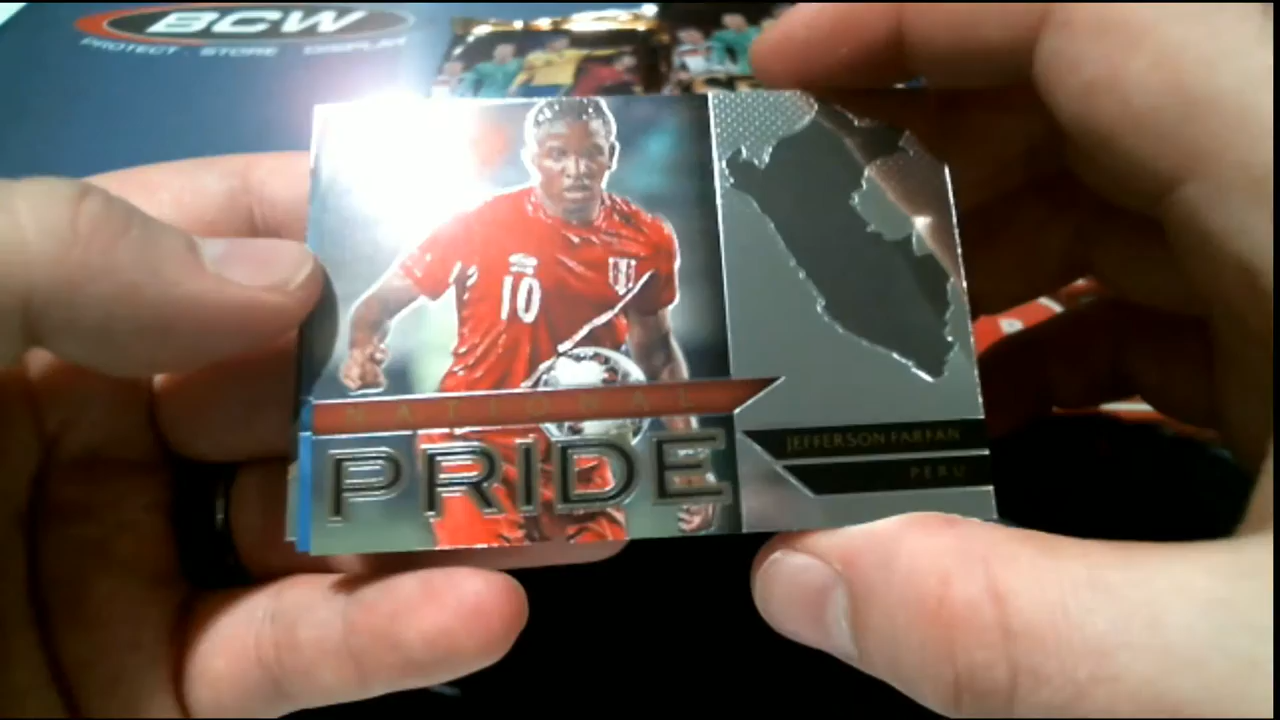 BCW
PROTECT · STORE · DISPLAY
10
NATIONAL
PRIDE
JEFFERSON FARFAN
PERU